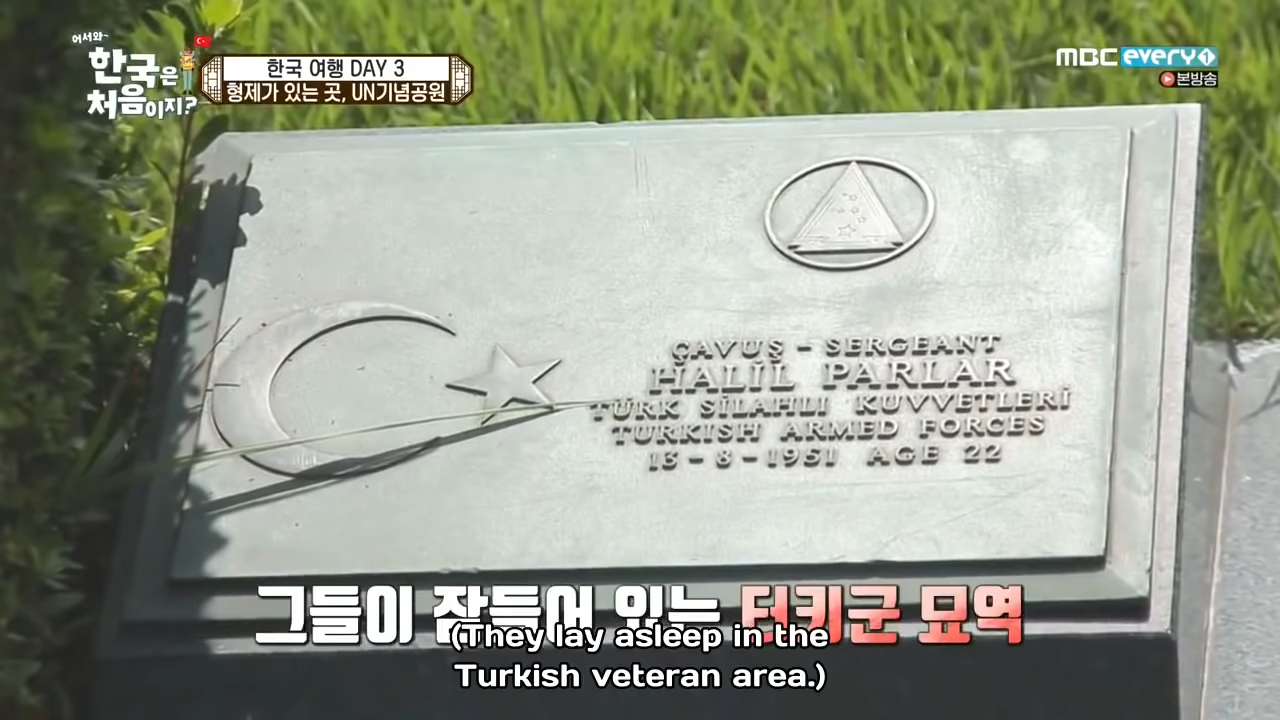 어서와~
한국은
처음이지?
한국 여행 DAY 3
형제가 있는 곳, UN기념공원
MBC every1
본방송
ÇAVUŞ - SERGEANT
HALİL PARLAR
TÜRK SİLAHLI KUVVETLERİ
TURKISH ARMED FORCES
13 - 8 - 1951 AGE 22
그들이 잠들어 있는 터키군 묘역
(They lay asleep in the
Turkish veteran area.)